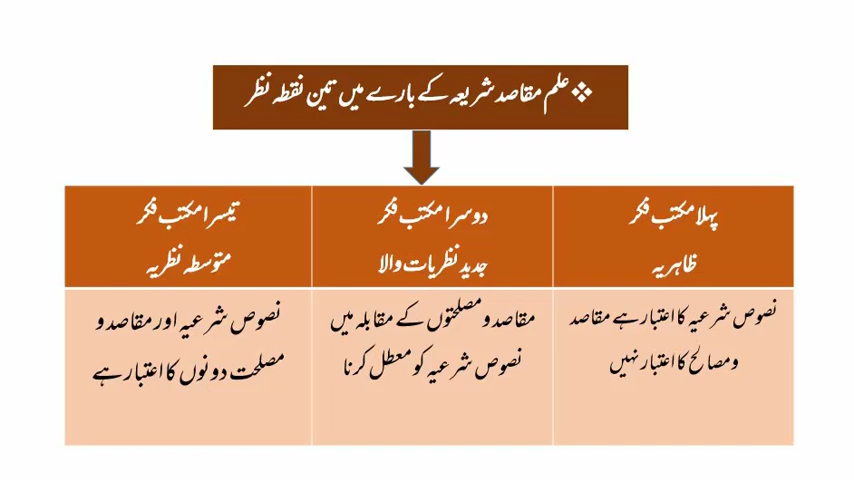 ❖ علم مقاصد شریعہ کے بارے میں تین نقطہ نظر
پہلا مکتب فکر
ظاہریہ
دوسرا مکتب فکر
جدید نظریات والا
تیسرا مکتب فکر
متوسطہ نظریہ
نصوص شرعیہ کا اعتبار ہے مقاصد
و مصالح کا اعتبار نہیں
مقاصد و مصلحتوں کے مقابلہ میں
نصوص شرعیہ کو معطل کرنا
نصوص شرعیہ اور مقاصد و
مصلحت دونوں کا اعتبار ہے